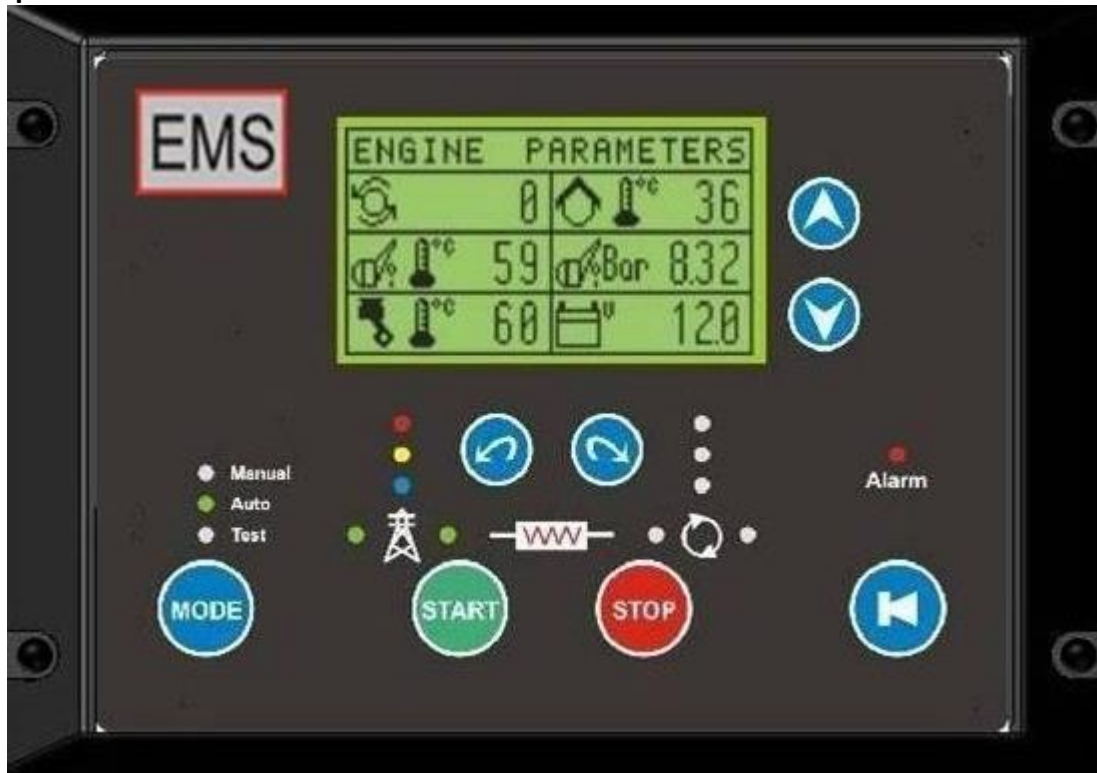 EMS
ENGINE PARAMETERS
0 °C 36
°C 59 Bar 8.32
°C 60 V 12.0
Manual
Auto
Test
Alarm
MODE
START
STOP